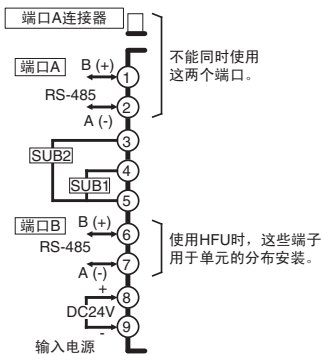 端口A连接器
不能同时使用
这两个端口。
端口A
B (+)
1
RS-485
2
A (-)
3
SUB2
4
SUB1
5
端口B
B (+)
6
RS-485
使用HFU时，这些端子
用于单元的分布安装。
7
A (-)
+
8
DC24V
9
-
输入电源